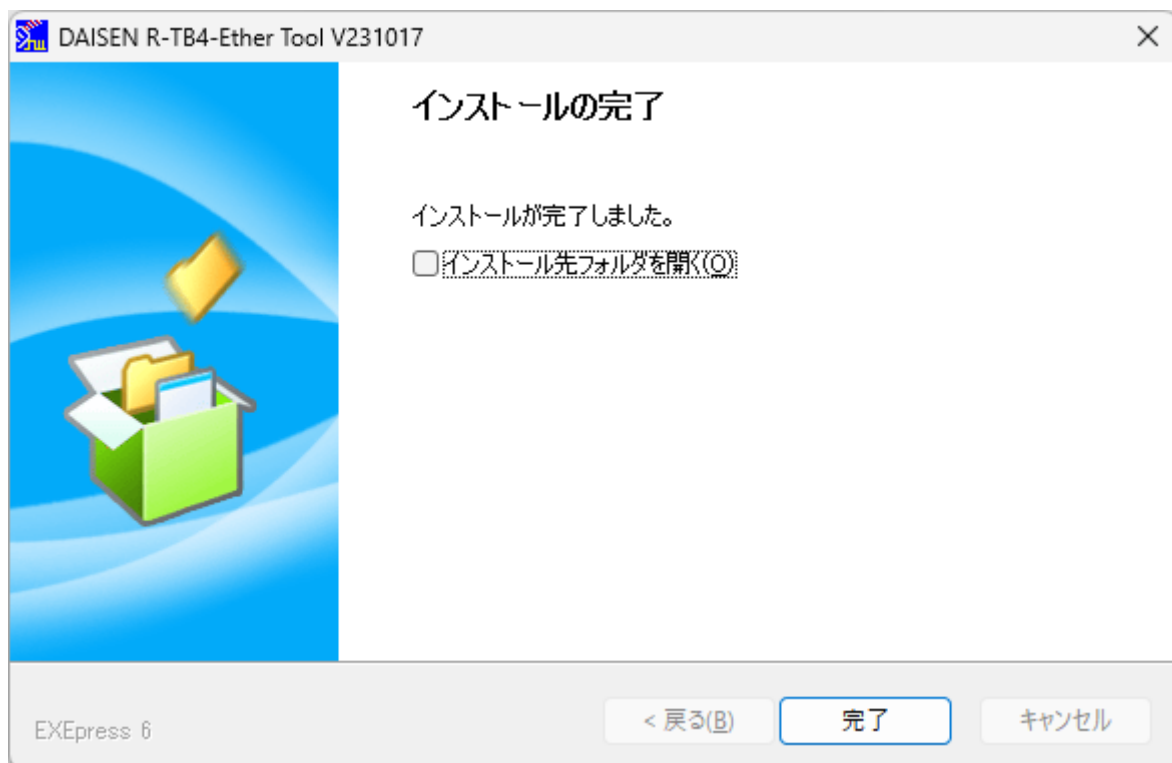 DAISEN R-TB4-Ether Tool V231017
インストールの完了
インストールが完了しました。
インストール先フォルダを開く(O)
EXEpress 6
< 戻る(B)
完了
キャンセル